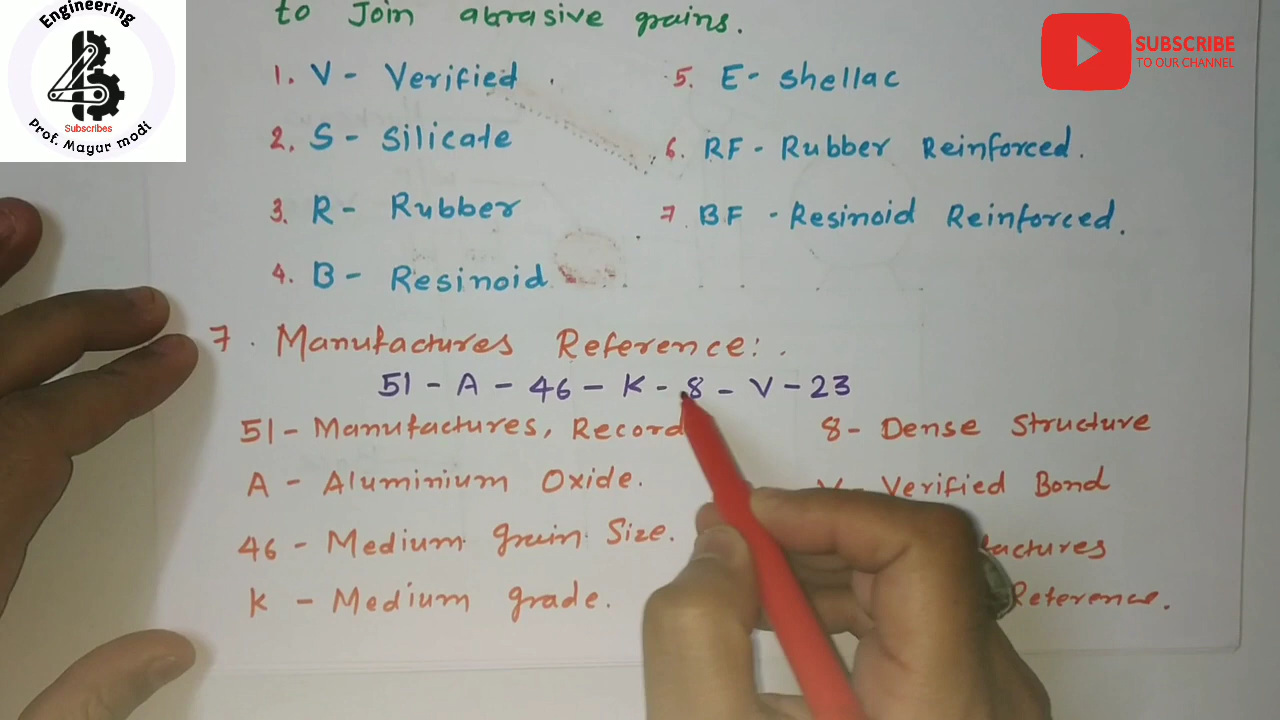 Engineering
Subscribes
Prof. Mayur modi
SUBSCRIBE
TO OUR CHANNEL
to Join abrasive grains.
1. V - Verified
2. S - Silicate
3. R - Rubber
4. B - Resinoid
5. E - shellac
6. RF - Rubber Reinforced.
7. BF - Resinoid Reinforced.
7. Manufactures Reference:
51 - A - 46 - K - 8 - V - 23
51 - Manufactures, Record
A - Aluminium Oxide.
46 - Medium grain Size.
K - Medium grade.
8 - Dense Structure
V - Verified Bond
Reference.